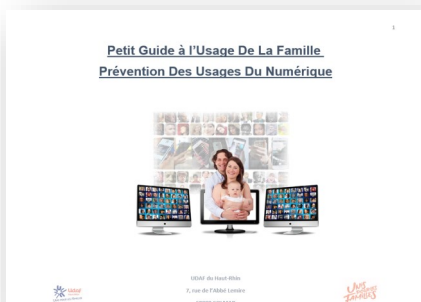 1
Petit Guide à l'Usage De La Famille
Prévention Des Usages Du Numérique
UDAF du Haut-Rhin
7, rue de l'Abbé Lemire